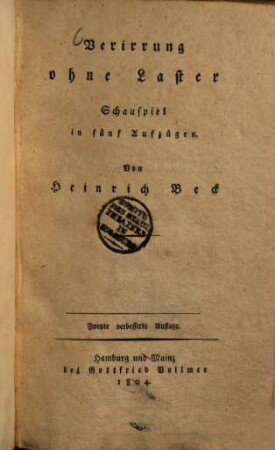 Verirrung
ohne Laster
Schauspiel
in fünf Aufzügen.
Von
Heinrich Beck
Zweyte verbesserte Auflage.
Hamburg und Mainz
bei Gottfried Vollmer
1804.